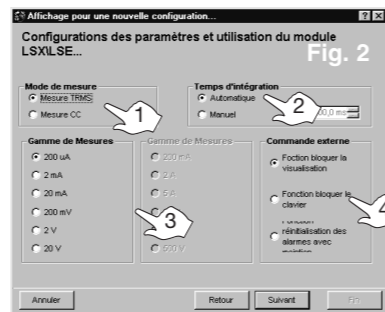 Affichage pour une nouvelle configuration...
Configurations des paramètres et utilisation du module
LSX\LSE...
Fig. 2
Mode de mesure
Mesure TRMS
Mesure CC
1
Temps d'intégration
Automatique
Manuel
2
00,0 ms
Gamme de Mesures
200 uA
2 mA
20 mA
200 mV
2 V
20 V
3
Gamme de Mesures
200 mA
2 A
5 A
500 V
Commande externe
Foction bloquer la
visualisation
Fonction bloquer le
clavier
4
Fonction
réinitialisation des
alarmes avec
Annuler
Retour
Suivant
Fin